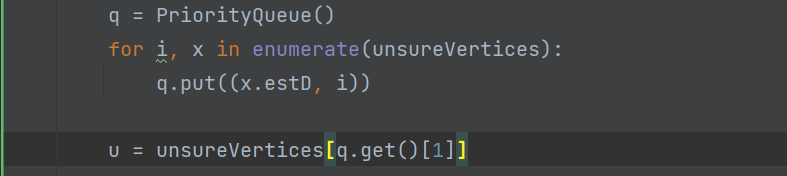 q = PriorityQueue()
for i, x in enumerate(unsureVertices):
    q.put((x.estD, i))
u = unsureVertices[q.get()[1]]